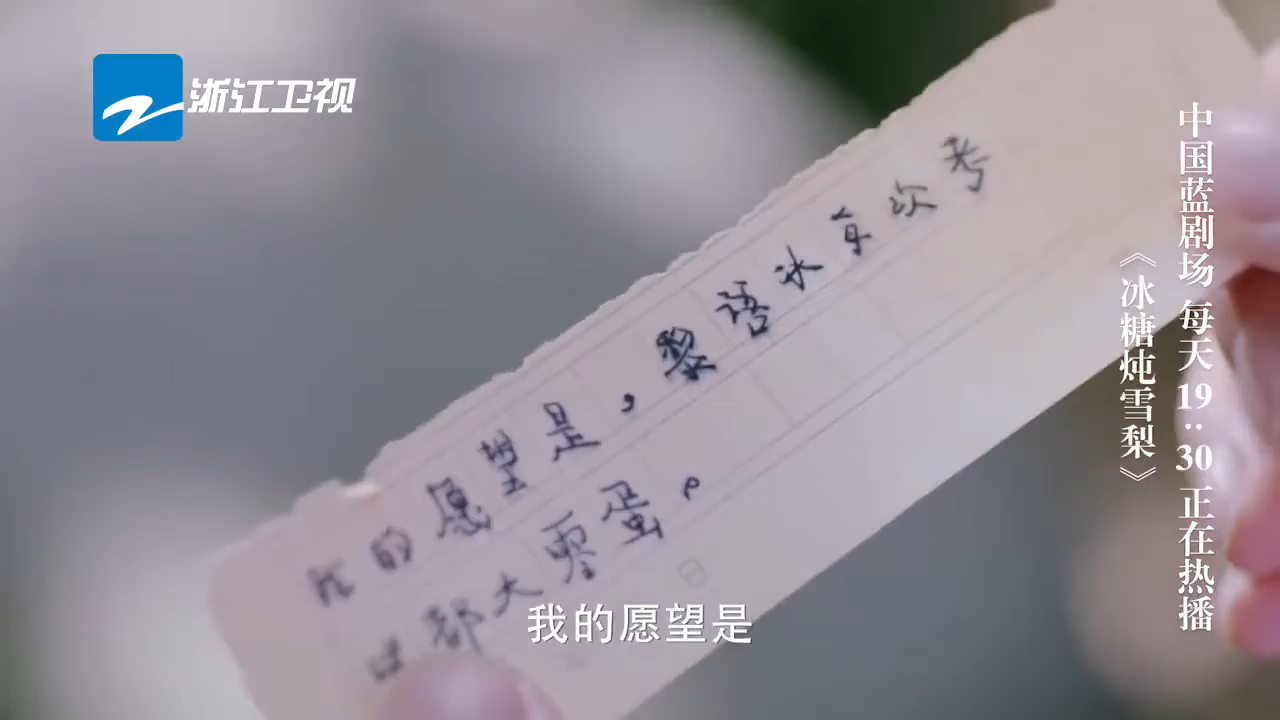 浙江卫视
中国蓝剧场 每天19:30正在热播
《冰糖炖雪梨》
我的愿望是，黎语冰每次考
试都大零蛋。
我的愿望是